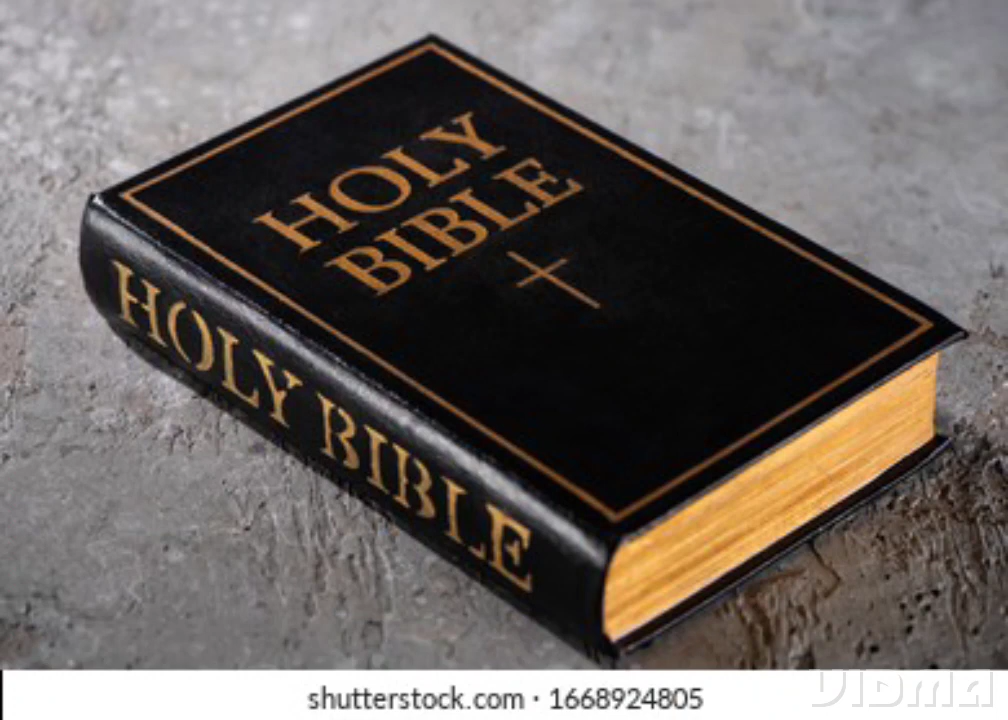 HOLY
BIBLE
HOLY BIBLE
shutterstock.com · 1668924805
VIDMA